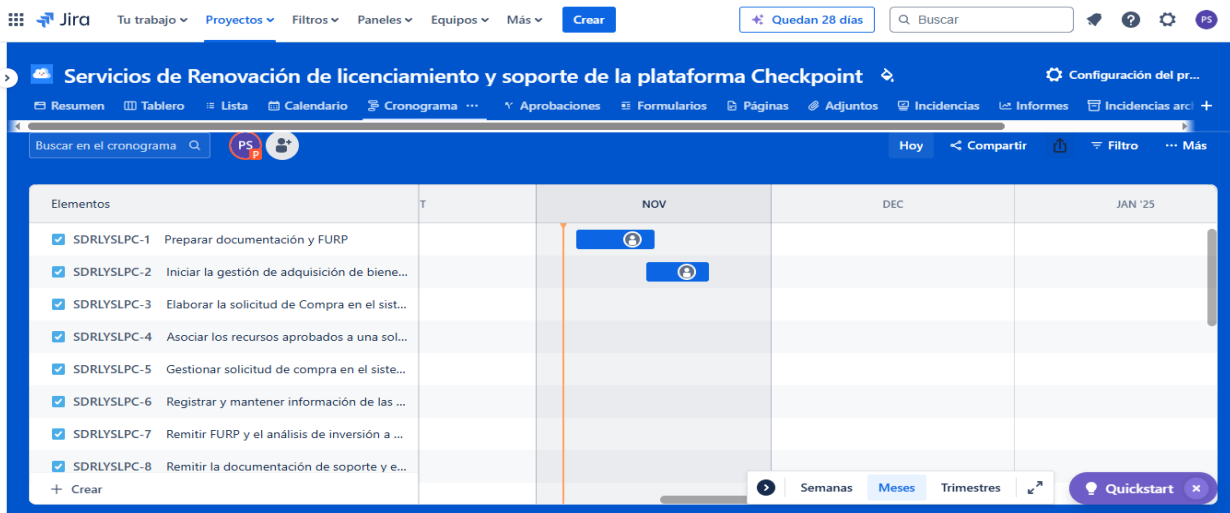 Jira Tu trabajo Proyectos Filtros Paneles Equipos Más Crear Quedan 28 días Buscar PS
Servicios de Renovación de licenciamiento y soporte de la plataforma Checkpoint Configuración del pr...
Resumen Tablero Lista Calendario Cronograma ... Aprobaciones Formularios Páginas Adjuntos Incidencias Informes Incidencias arc
Buscar en el cronograma PS P Hoy Compartir Filtro ... Más
Elementos T NOV DEC JAN '25
SDRLYSLPC-1 Preparar documentación y FURP
SDRLYSLPC-2 Iniciar la gestión de adquisición de biene...
SDRLYSLPC-3 Elaborar la solicitud de Compra en el sist...
SDRLYSLPC-4 Asociar los recursos aprobados a una sol...
SDRLYSLPC-5 Gestionar solicitud de compra en el siste...
SDRLYSLPC-6 Registrar y mantener información de las ...
SDRLYSLPC-7 Remitir FURP y el análisis de inversión a ...
SDRLYSLPC-8 Remitir la documentación de soporte y e...
+ Crear Semanas Meses Trimestres Quickstart ×